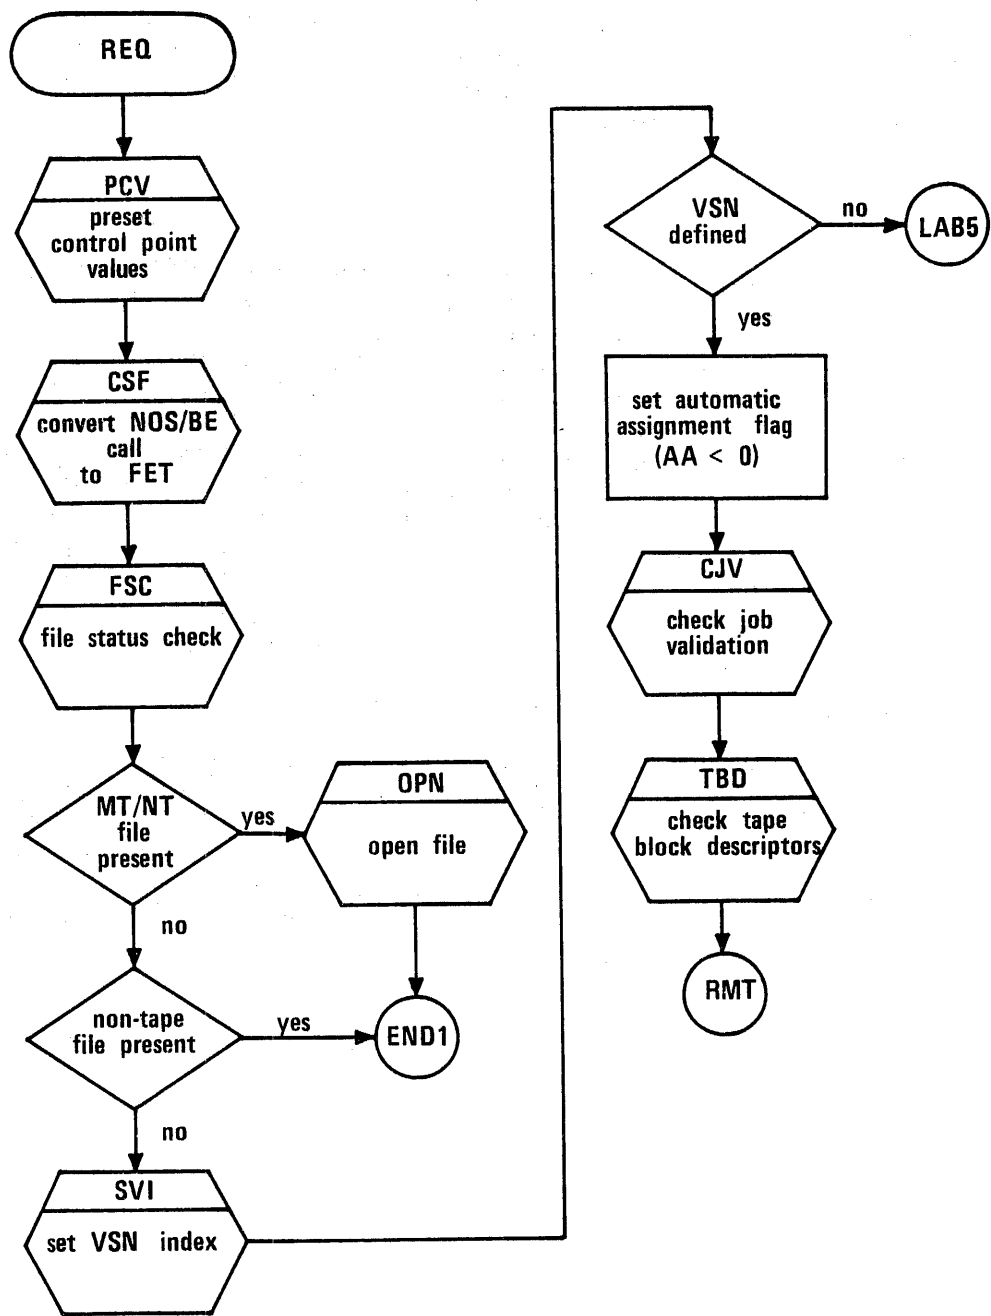 REQ
PCV
preset
control point
values
CSF
convert NOS/BE
call
to FET
FSC
file status check
MT/NT
file
present
yes
OPN
open file
no
non-tape
file present
yes
END1
no
SVI
set VSN index
VSN
defined
no
LAB5
yes
set automatic
assignment flag
(AA < 0)
CJV
check job
validation
TBD
check tape
block descriptors
RMT